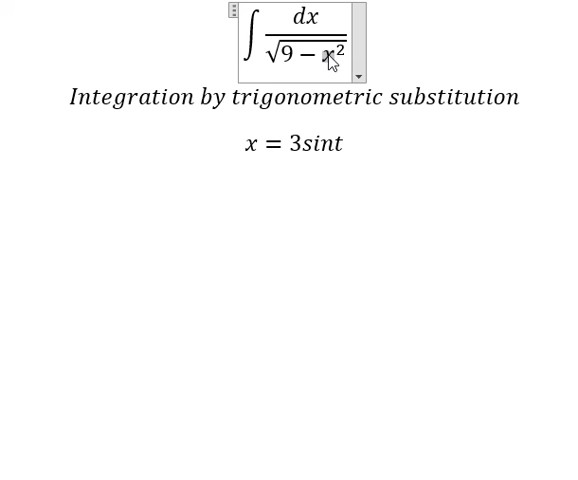 ∫ dx / √(9 − x²)
Integration by trigonometric substitution
x = 3sint